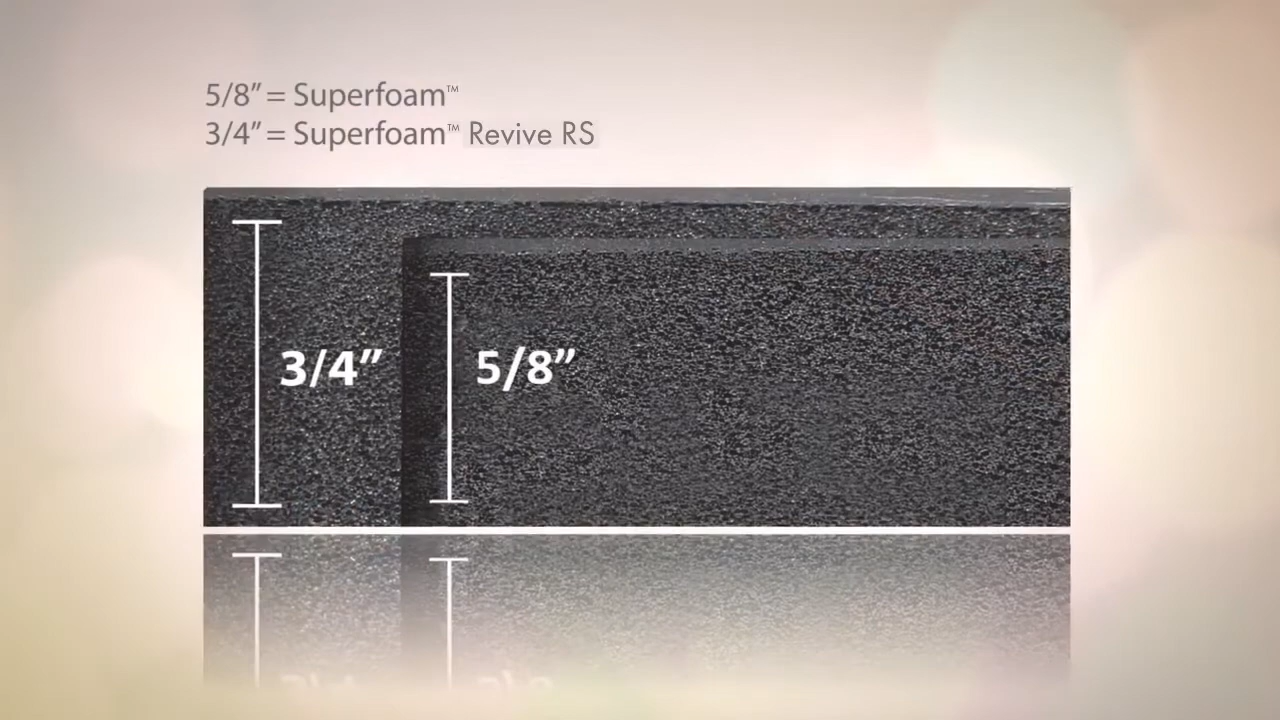 5/8” = Superfoam™
3/4” = Superfoam™ Revive RS
3/4”
5/8”